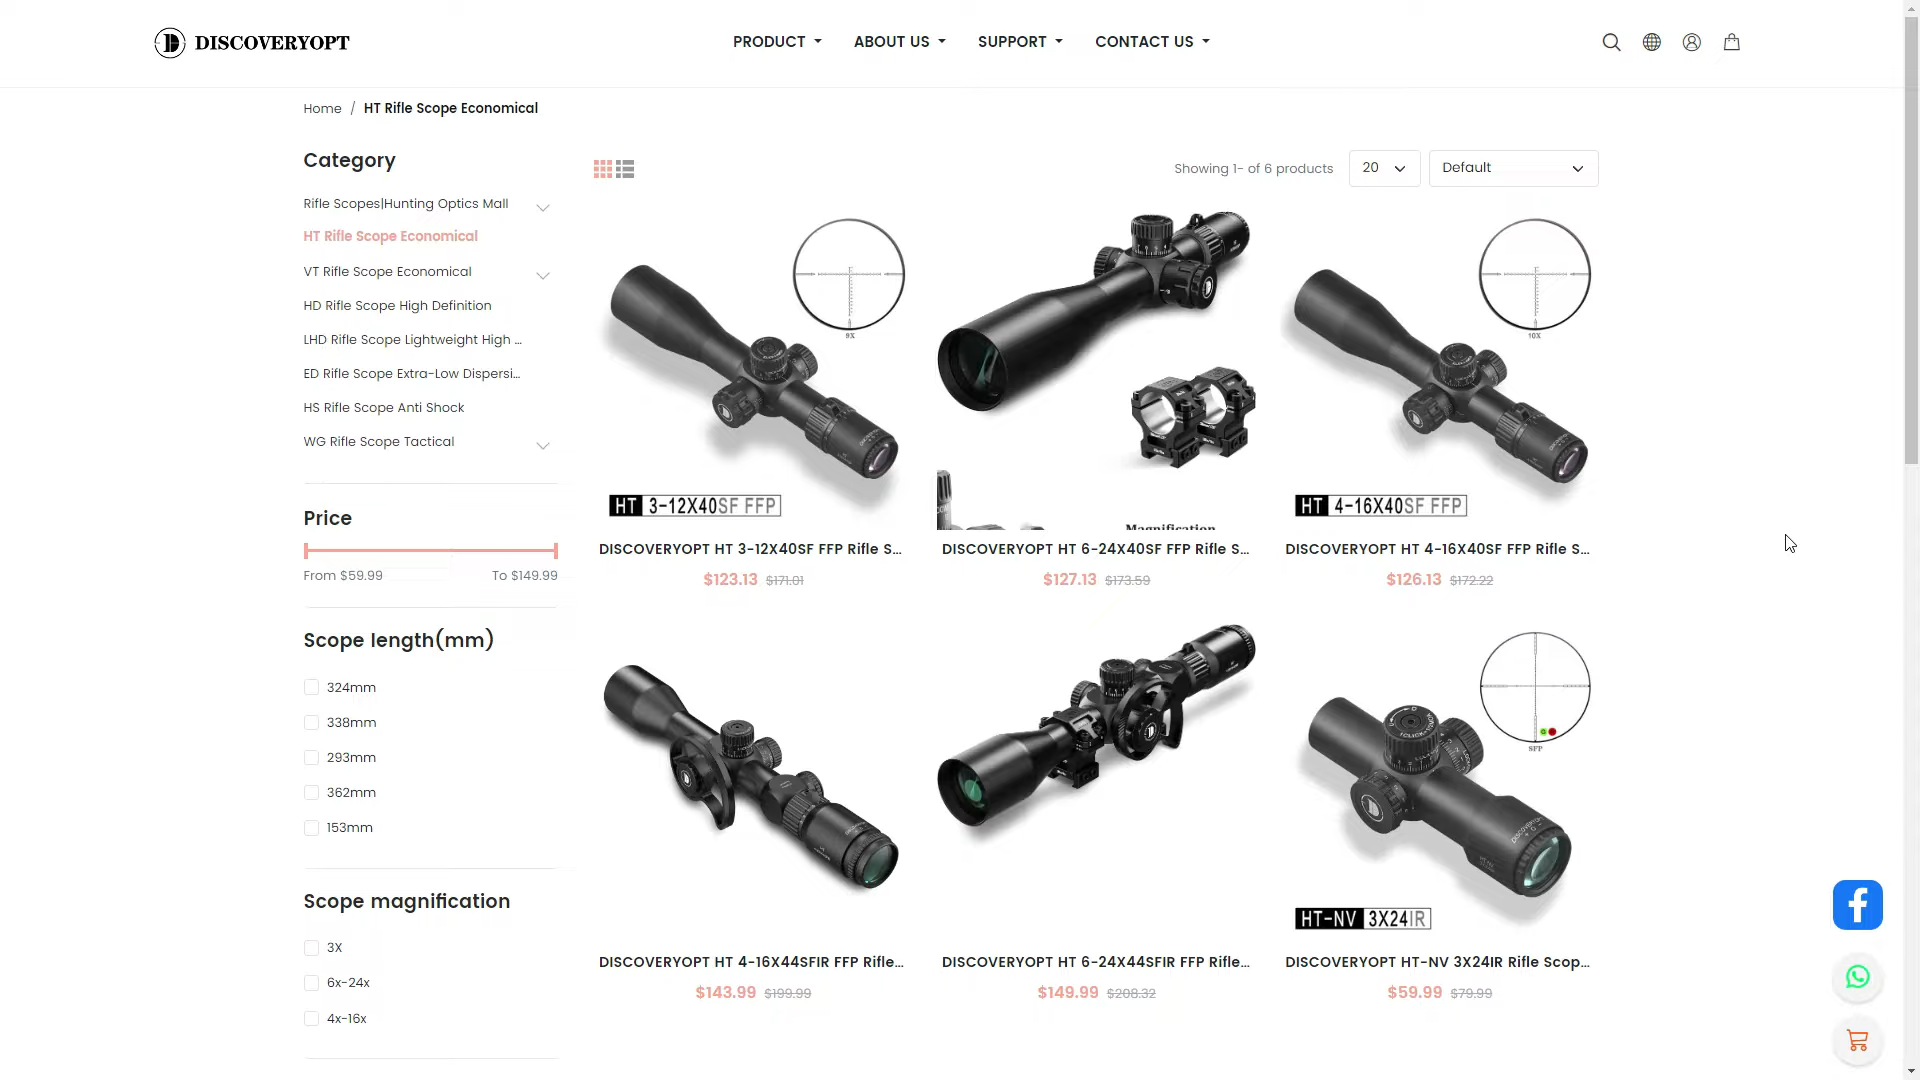 DISCOVERYOPT
PRODUCT
ABOUT US
SUPPORT
CONTACT US
Home / HT Rifle Scope Economical
Category
Rifle Scopes|Hunting Optics Mall
HT Rifle Scope Economical
VT Rifle Scope Economical
HD Rifle Scope High Definition
LHD Rifle Scope Lightweight High ...
ED Rifle Scope Extra-Low Dispersi...
HS Rifle Scope Anti Shock
WG Rifle Scope Tactical
Price
From $59.99 To $149.99
Scope length(mm)
324mm
338mm
293mm
362mm
153mm
Scope magnification
3X
6x-24x
4x-16x
Showing 1- of 6 products
20
Default
9X
HT 3-12X40SF FFP
DISCOVERYOPT HT 3-12X40SF FFP Rifle S...
$123.13 $171.01
Magnification
DISCOVERYOPT HT 6-24X40SF FFP Rifle S...
$127.13 $173.59
10X
HT 4-16X40SF FFP
DISCOVERYOPT HT 4-16X40SF FFP Rifle S...
$126.13 $172.22
DISCOVERYOPT HT 4-16X44SFIR FFP Rifle...
$143.99 $199.99
DISCOVERYOPT HT 6-24X44SFIR FFP Rifle...
$149.99 $208.32
SFP
HT-NV 3X24IR
DISCOVERYOPT HT-NV 3X24IR Rifle Scop...
$59.99 $79.99